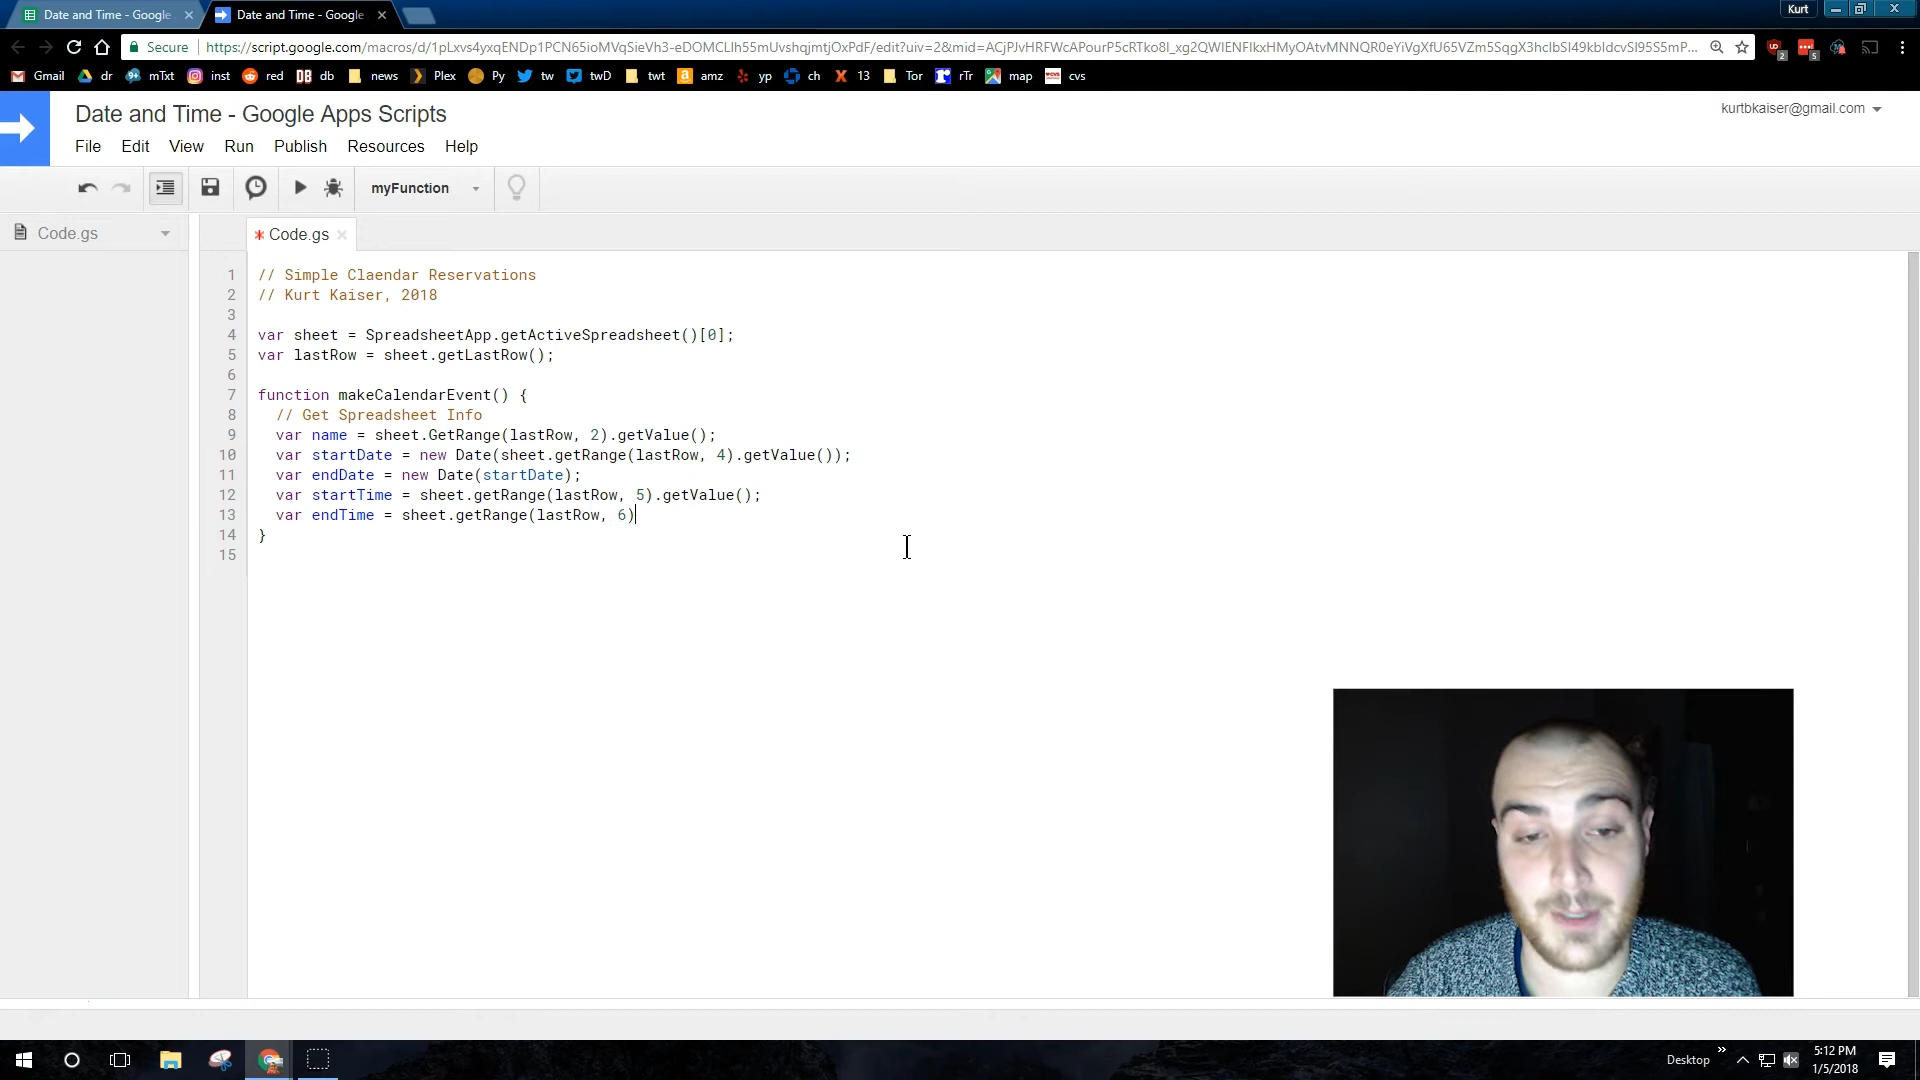 Date and Time - Google
Date and Time - Google
Kurt
Secure
https://script.google.com/macros/d/1pLxvs4yxqENDp1PCN65ioMVqSieVh3-eDOMCLIh55mUvshqjmtjOxPdF/edit?uiv=2&mid=ACjPJvHRFWcAPourP5cRTko8I_xg2QWIENFIkxHMyOAtvMNNQR0eYiVgXfU65VZm5SqgX3hcIbSI49kbIdcvSI95S5mP...
2
5
Gmail dr mTxt inst red db news Plex Py tw twD twt amz yp ch 13 Tor rTr map cvs
Date and Time - Google Apps Scripts
kurtbkaiser@gmail.com
File Edit View Run Publish Resources Help
myFunction
Code.gs
* Code.gs
1 // Simple Claendar Reservations
2 // Kurt Kaiser, 2018
3
4 var sheet = SpreadsheetApp.getActiveSpreadsheet()[0];
5 var lastRow = sheet.getLastRow();
6
7 function makeCalendarEvent() {
8 // Get Spreadsheet Info
9 var name = sheet.GetRange(lastRow, 2).getValue();
10 var startDate = new Date(sheet.getRange(lastRow, 4).getValue());
11 var endDate = new Date(startDate);
12 var startTime = sheet.getRange(lastRow, 5).getValue();
13 var endTime = sheet.getRange(lastRow, 6)
14 }
15
Desktop
5:12 PM
1/5/2018